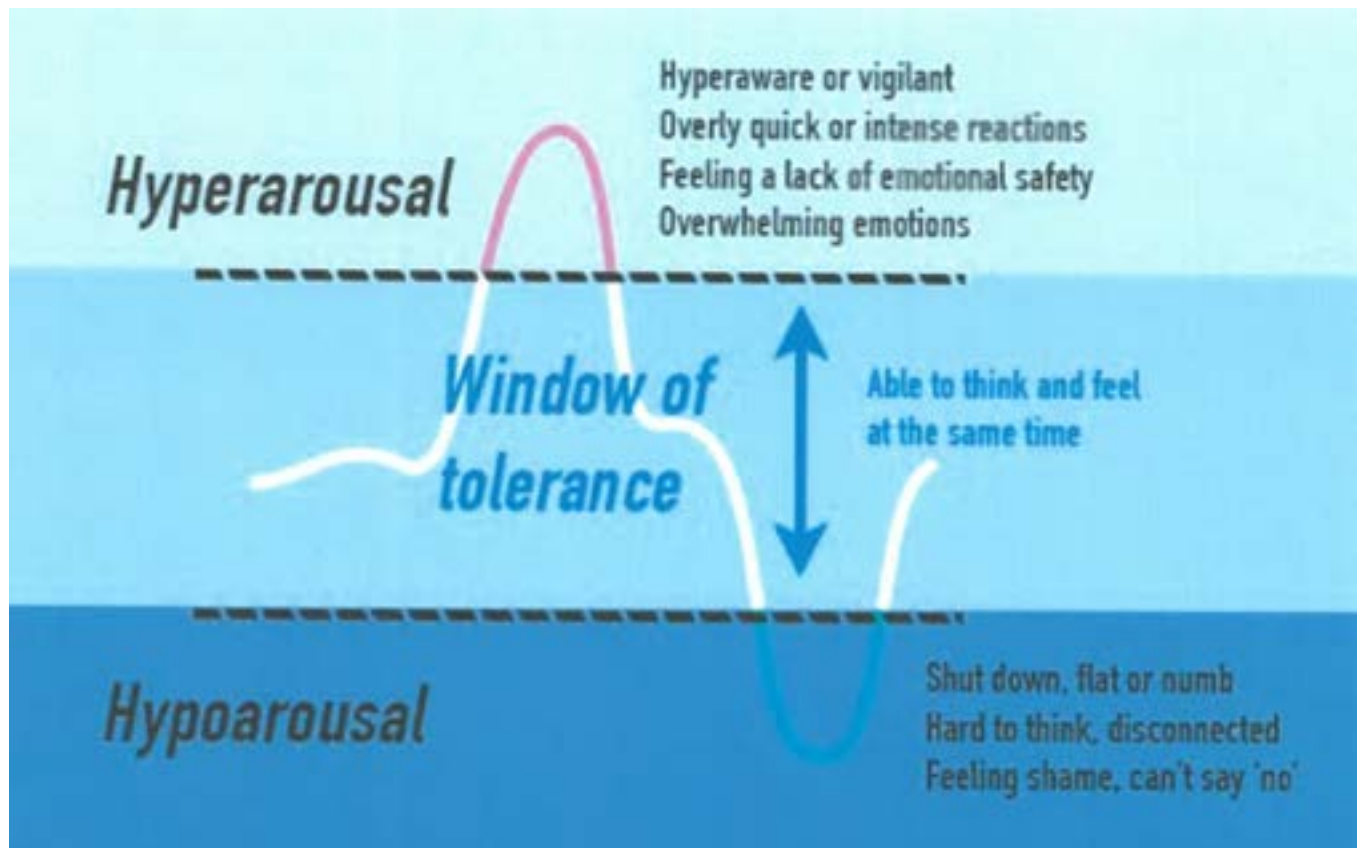 Hyperaware or vigilant
Overly quick or intense reactions
Feeling a lack of emotional safety
Overwhelming emotions
Hyperarousal
Window of
tolerance
Able to think and feel
at the same time
Hypoarousal
Shut down, flat or numb
Hard to think, disconnected
Feeling shame, can't say 'no'